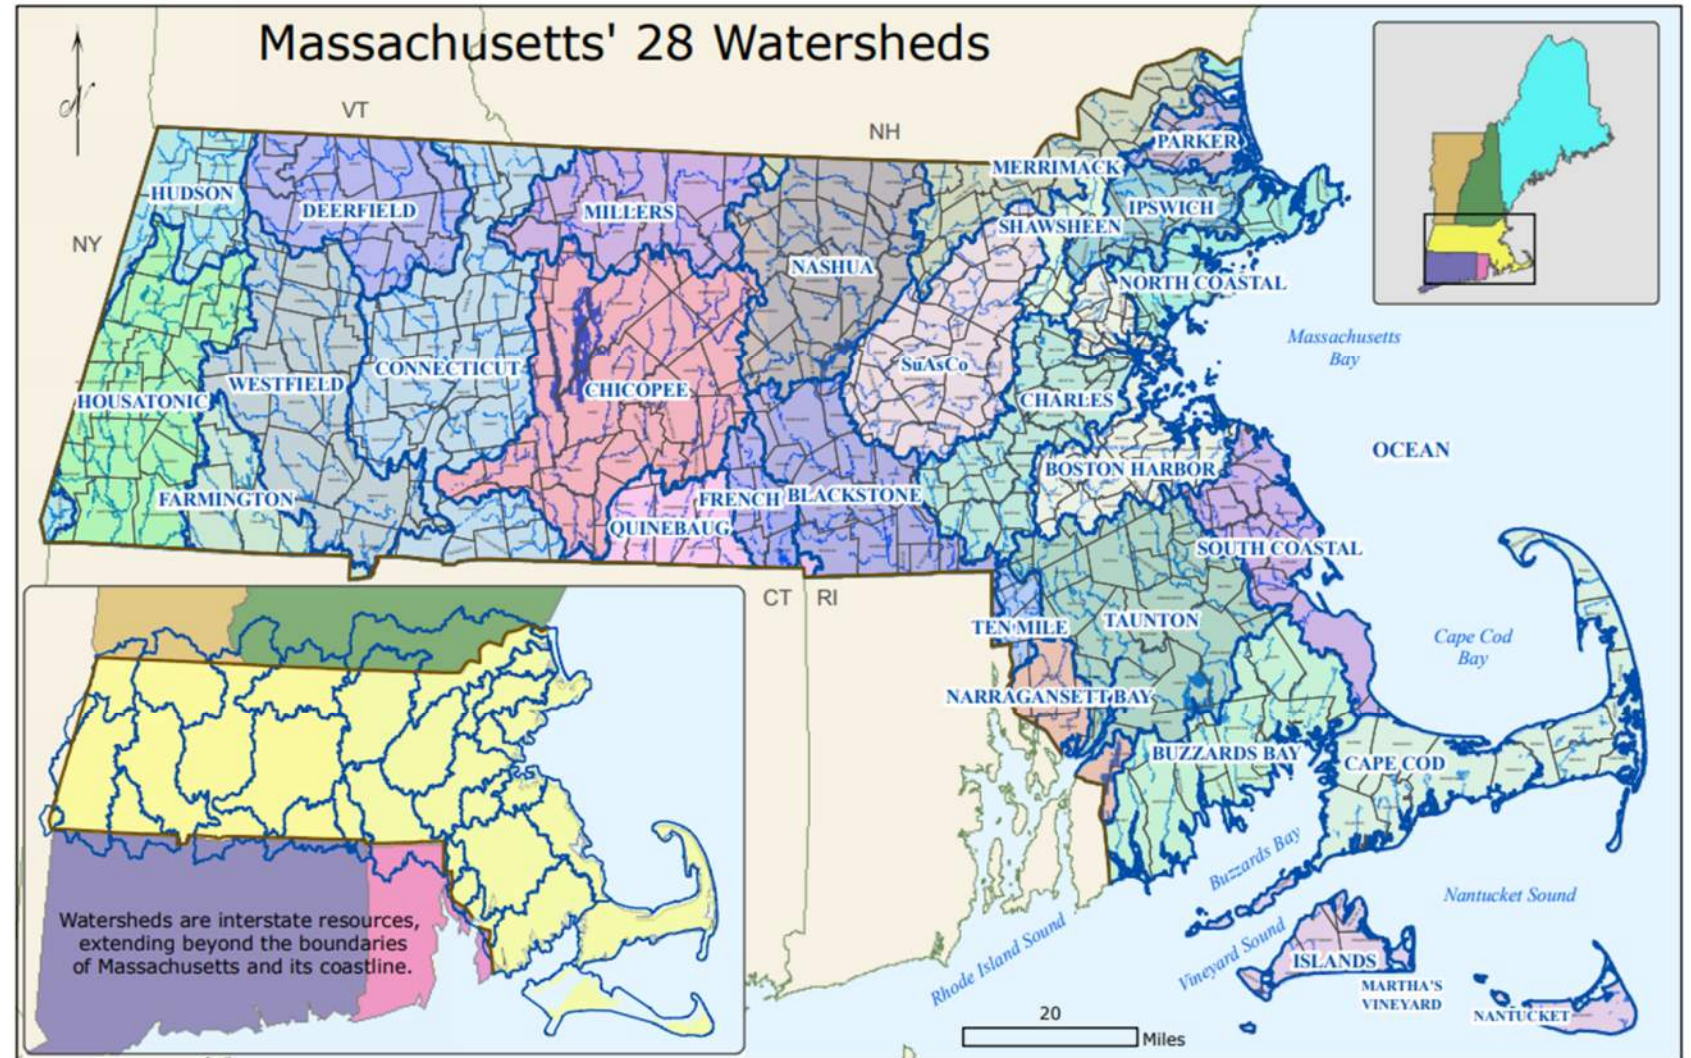 Massachusetts' 28 Watersheds
VT
NH
NY
HUDSON
DEERFIELD
MILLERS
NASHUA
MERRIMACK
PARKER
IPSWICH
SHAWSHEEN
NORTH COASTAL
Massachusetts
Bay
HOUSATONIC
WESTFIELD
CONNECTICUT
CHICOPEE
SuAsCo
CHARLES
OCEAN
BOSTON HARBOR
FARMINGTON
QUINEBAUG
FRENCH
BLACKSTONE
SOUTH COASTAL
CT
RI
TEN MILE
TAUNTON
Cape Cod
Bay
NARRAGANSETT BAY
BUZZARDS BAY
CAPE COD
Buzzards Bay
Nantucket Sound
Vineyard Sound
Rhode Island Sound
ISLANDS
MARTHA'S
VINEYARD
NANTUCKET
Watersheds are interstate resources,
extending beyond the boundaries
of Massachusetts and its coastline.
20
Miles